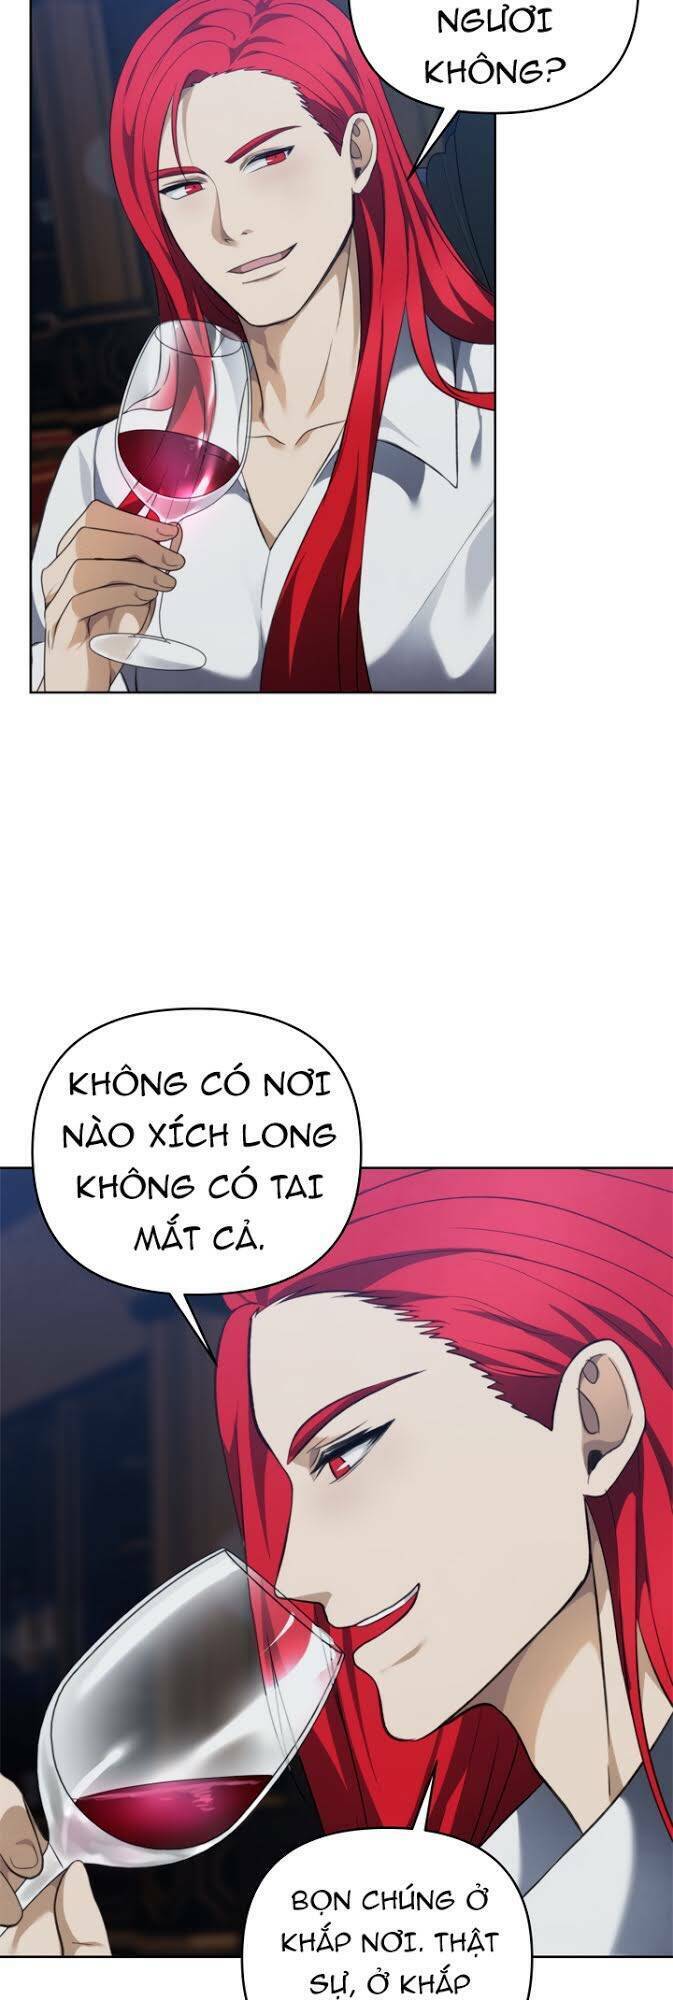 NGƯƠI
KHÔNG?
KHÔNG CÓ NƠI
NÀO XÍCH LONG
KHÔNG CÓ TAI
MẮT CẢ.
BỌN CHÚNG Ở
KHẮP NƠI. THẬT
SỰ, Ở KHẮP